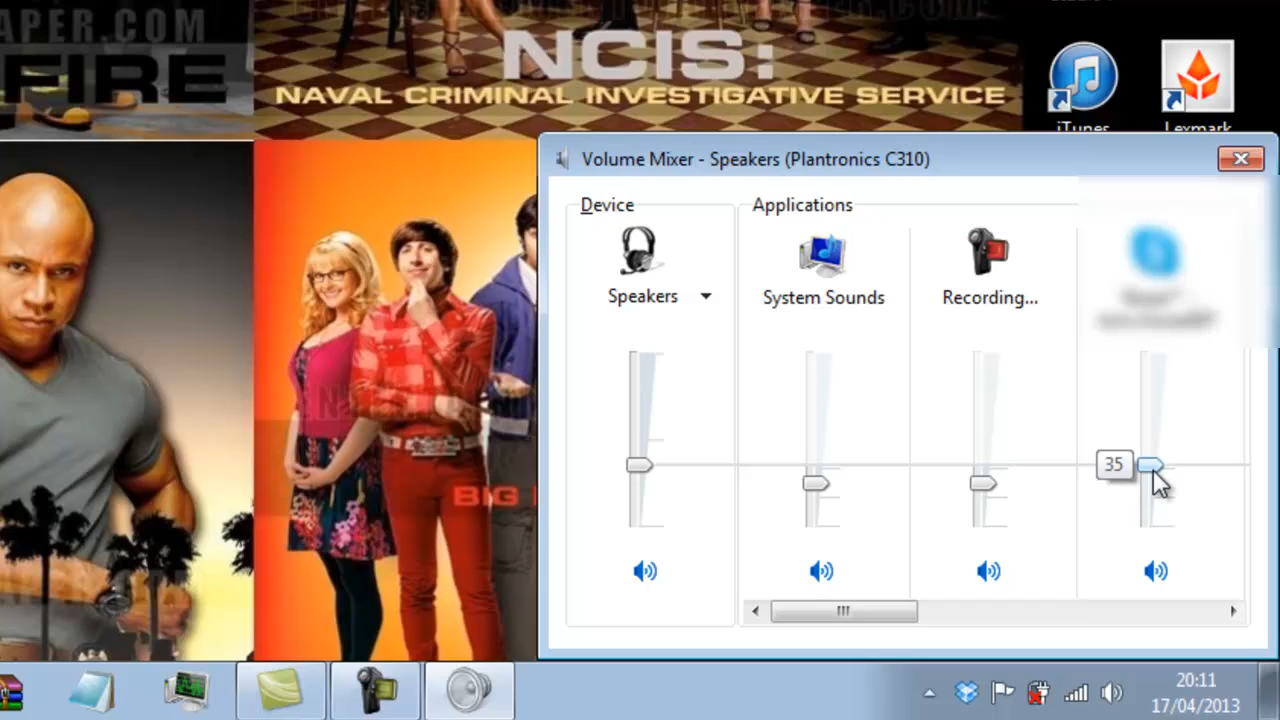 APER.COM
FIRE
NCIS:
NAVAL CRIMINAL INVESTIGATIVE SERVICE
iTunes
Lexmark
Volume Mixer - Speakers (Plantronics C310)
Device
Applications
Speakers
System Sounds
Recording...
35
BIG
20:11
17/04/2013